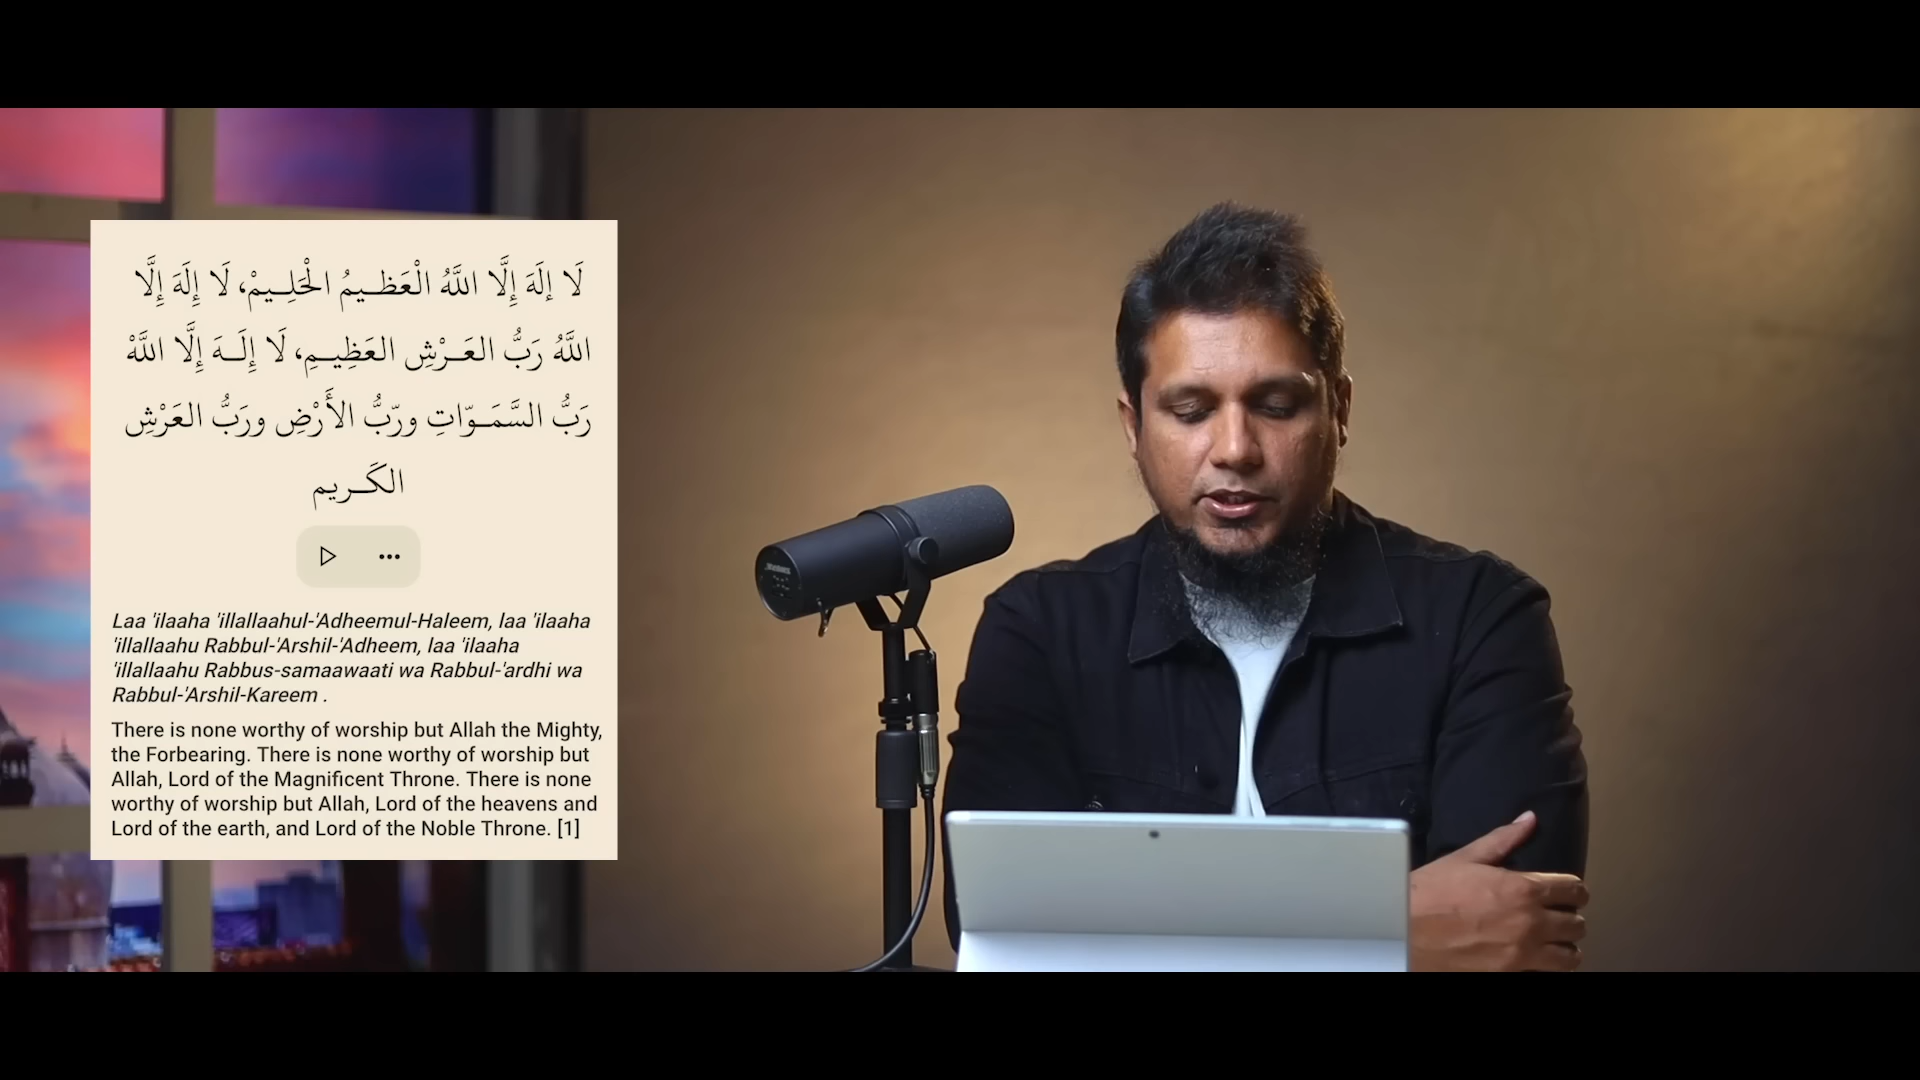 لَا إلَهَ إِلَّا اللَّهُ الْعَظـيمُ الْحَلِـيمْ، لَا إِلَهَ إِلَّا
اللَّهُ رَبُّ العَـرْشِ العَظِيـمِ، لَا إِلَـهَ إِلَّا اللَّهْ
رَبُّ السَّمَـوّاتِ ورّبُّ الأَرْضِ ورَبُّ العَرْشِ
الكَـريم
Laa 'ilaaha 'illallaahul-'Adheemul-Haleem, laa 'ilaaha
'illallaahu Rabbul-'Arshil-'Adheem, laa 'ilaaha
'illallaahu Rabbus-samaawaati wa Rabbul-'ardhi wa
Rabbul-'Arshil-Kareem .
There is none worthy of worship but Allah the Mighty,
the Forbearing. There is none worthy of worship but
Allah, Lord of the Magnificent Throne. There is none
worthy of worship but Allah, Lord of the heavens and
Lord of the earth, and Lord of the Noble Throne. [1]